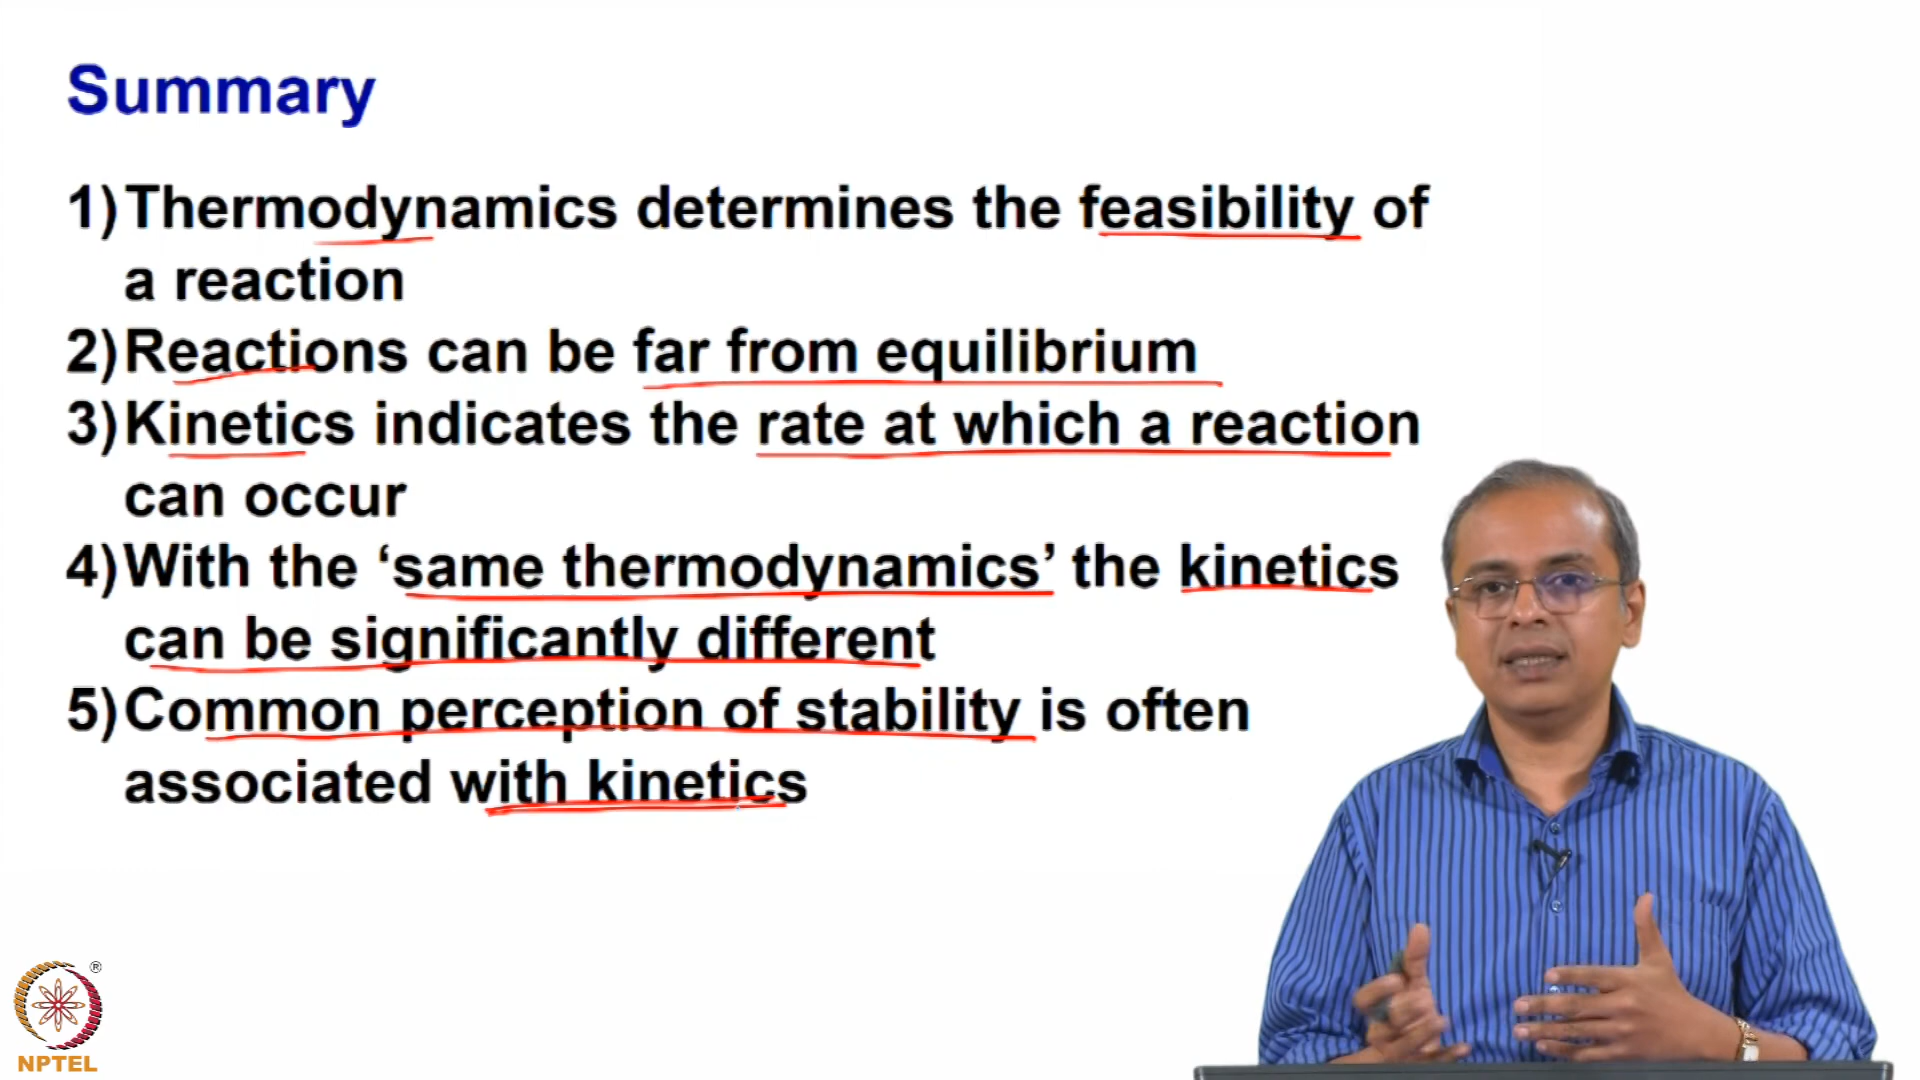 Summary
1) Thermodynamics determines the feasibility of
a reaction
2) Reactions can be far from equilibrium
3) Kinetics indicates the rate at which a reaction
can occur
4) With the ‘same thermodynamics’ the kinetics
can be significantly different
5) Common perception of stability is often
associated with kinetics
®
NPTEL